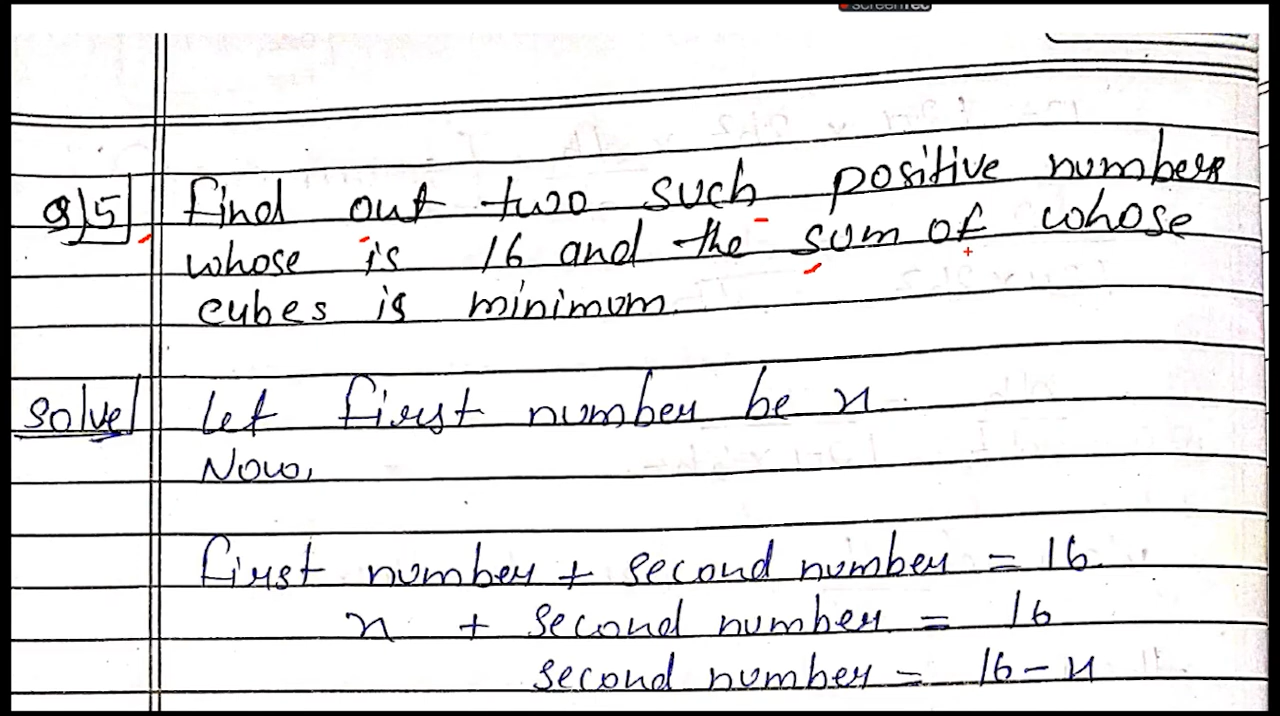 Q)5] Find out two such positive numbers
whose is 16 and the sum of whose
cubes is minimum.
Solve Let first number be x.
Now,
first number + second number = 16.
x + second number = 16
second number = 16 - x